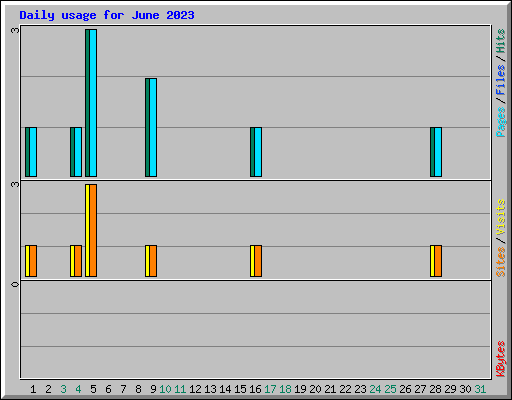 Daily usage for June 2023
3
3
0
Pages / Files / Hits
Sites / Visits
KBytes
1 2 3 4 5 6 7 8 9 10 11 12 13 14 15 16 17 18 19 20 21 22 23 24 25 26 27 28 29 30 31